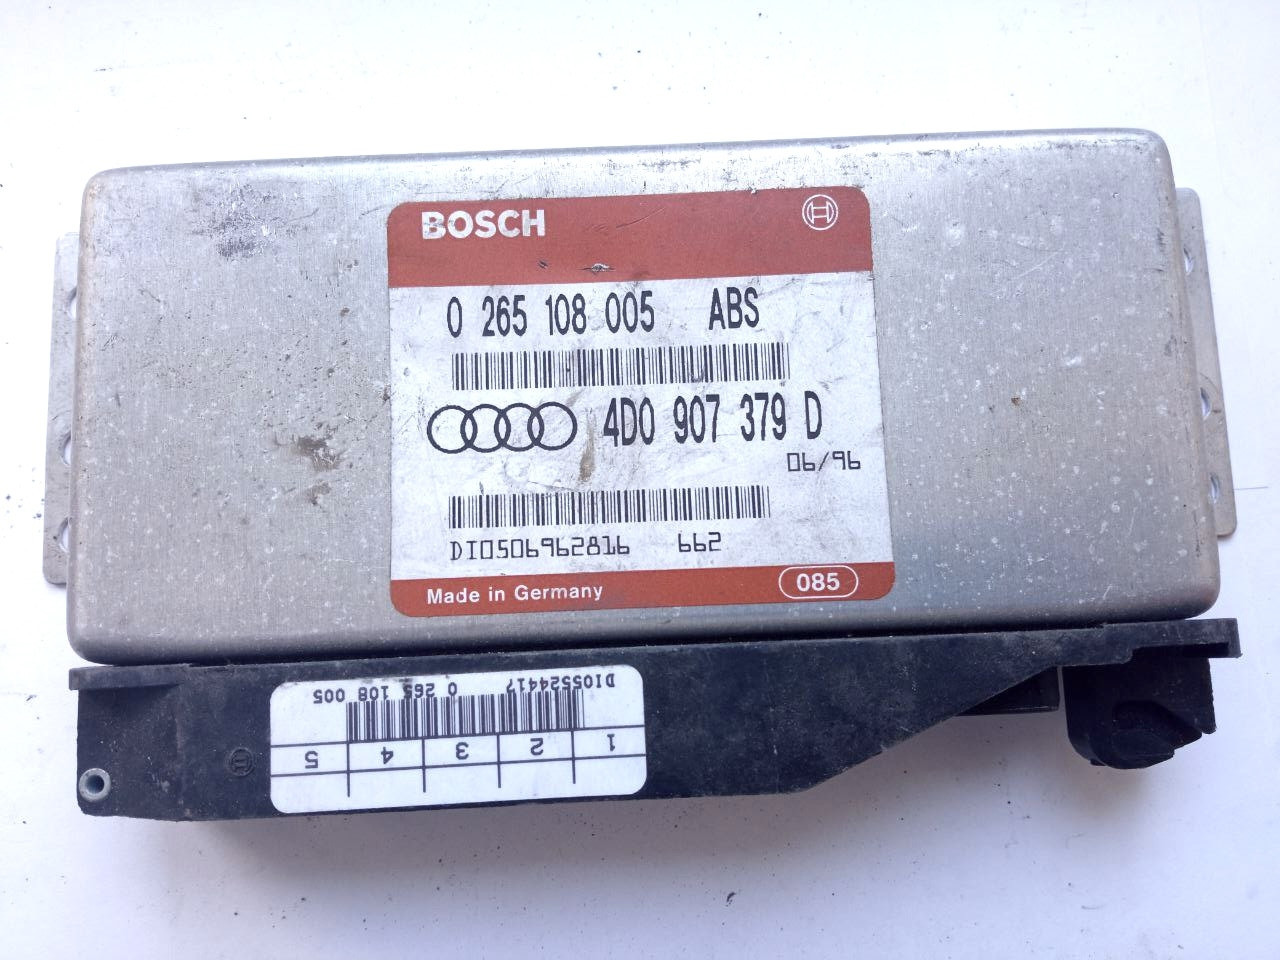 BOSCH
0 265 108 005 ABS
4D0 907 379 D
06/96
DI0506962816 662
Made in Germany 085
DI05524417 0 265 108 005
1 2 3 4 5